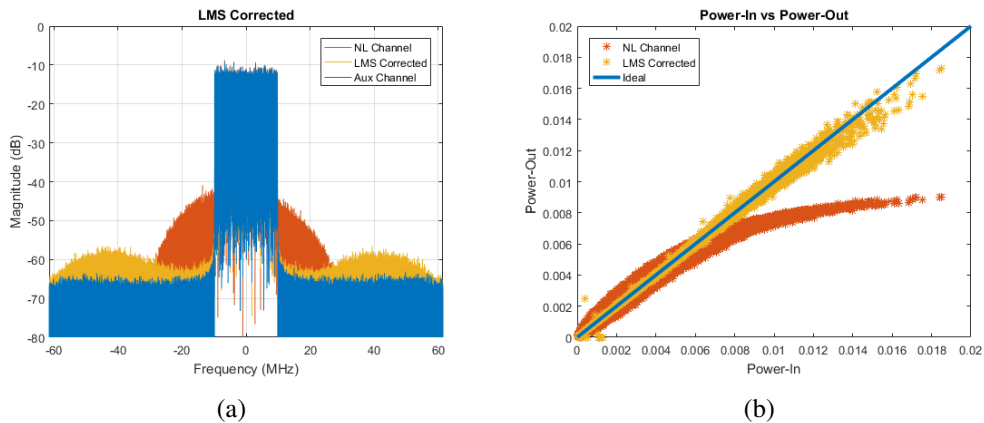 LMS Corrected
0
-10
-20
-30
-40
-50
-60
-70
-80
Magnitude (dB)
NL Channel
LMS Corrected
Aux Channel
-60
-40
-20
0
20
40
60
Frequency (MHz)
(a)
Power-In vs Power-Out
0.02
0.018
0.016
0.014
0.012
0.01
0.008
0.006
0.004
0.002
0
Power-Out
NL Channel
LMS Corrected
Ideal
0
0.002
0.004
0.006
0.008
0.01
0.012
0.014
0.016
0.018
0.02
Power-In
(b)